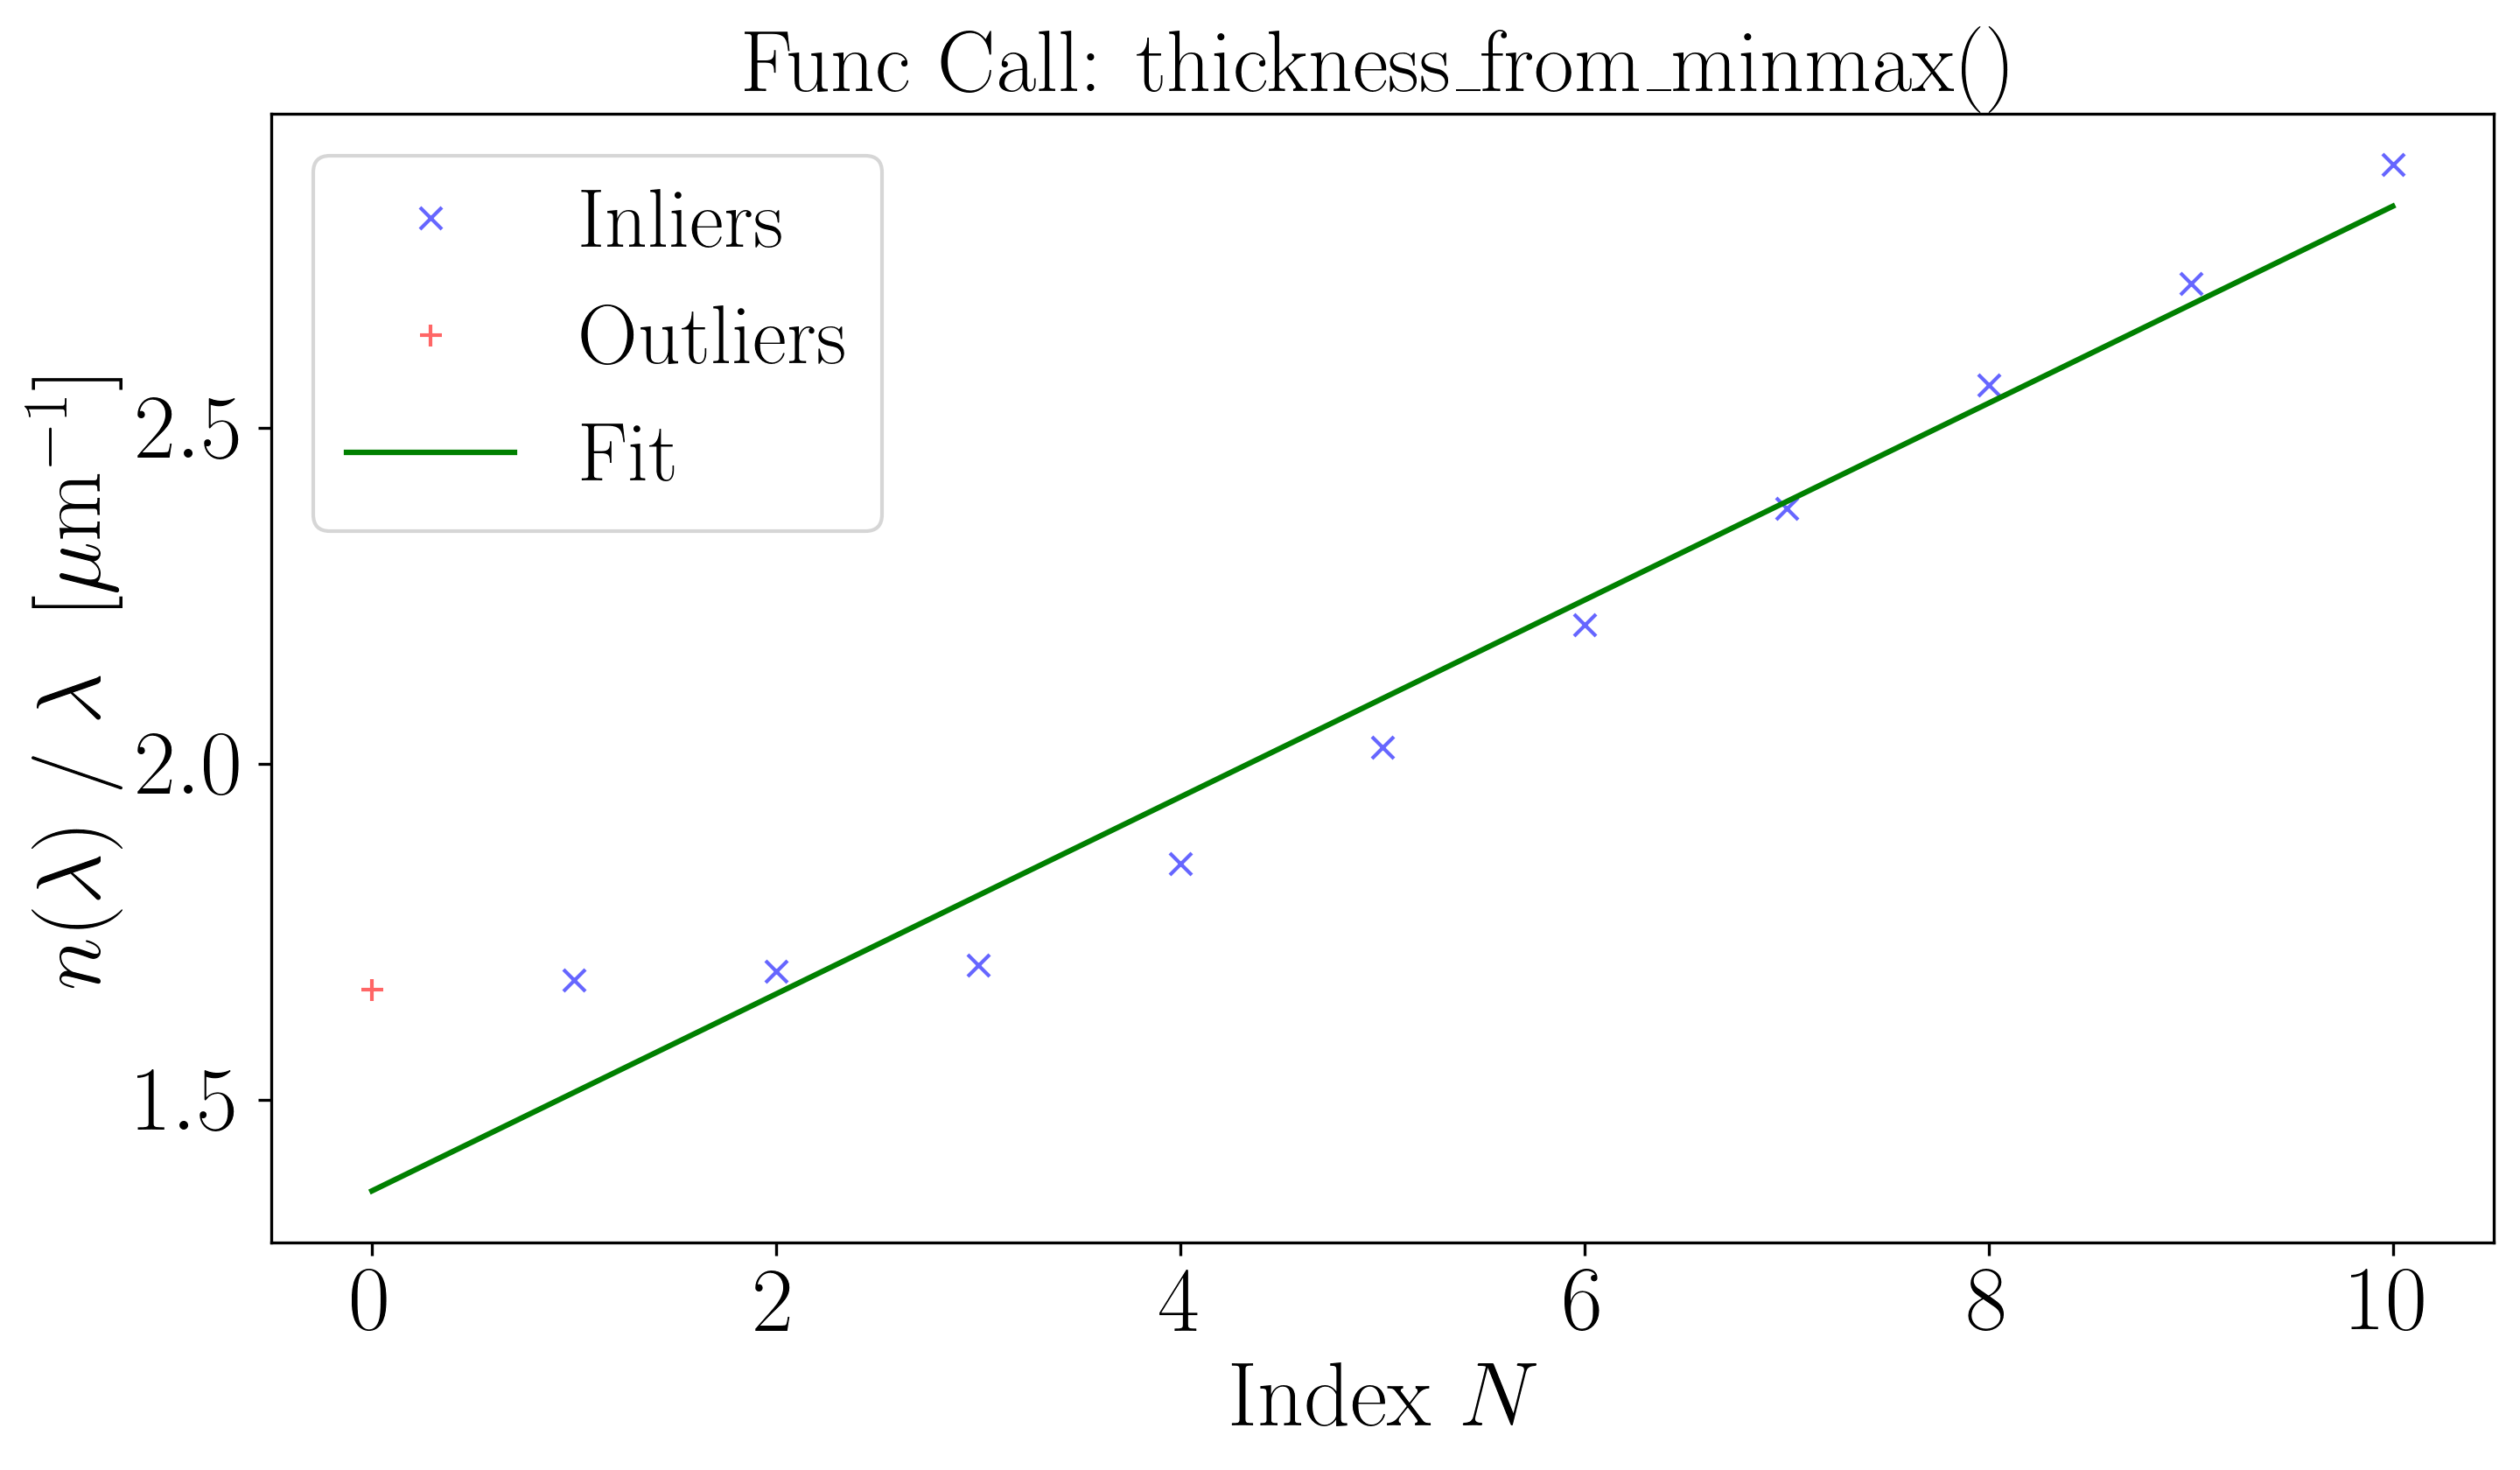 Func Call: thickness_from_minmax()
Inliers
Outliers
Fit
n(λ) / λ [μm⁻¹]
2.5
2.0
1.5
0 2 4 6 8 10
Index N